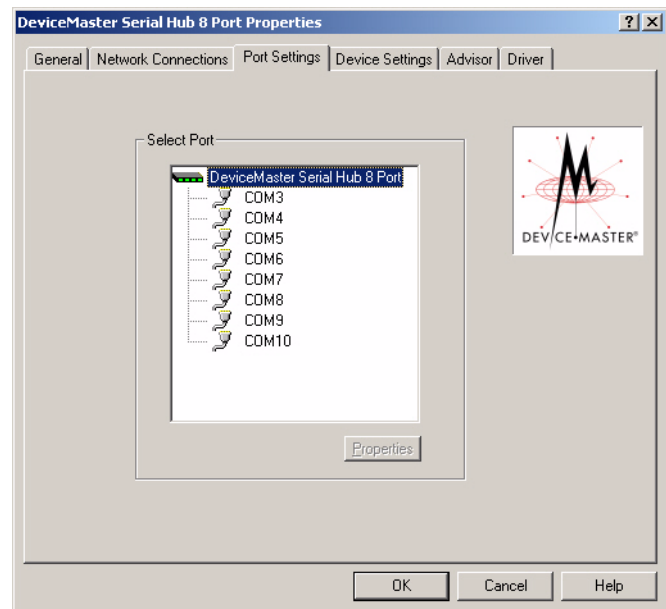 DeviceMaster Serial Hub 8 Port Properties
General Network Connections Port Settings Device Settings Advisor Driver
Select Port
DeviceMaster Serial Hub 8 Port
COM3
COM4
COM5
COM6
COM7
COM8
COM9
COM10
DEVICE•MASTER®
Properties
OK Cancel Help